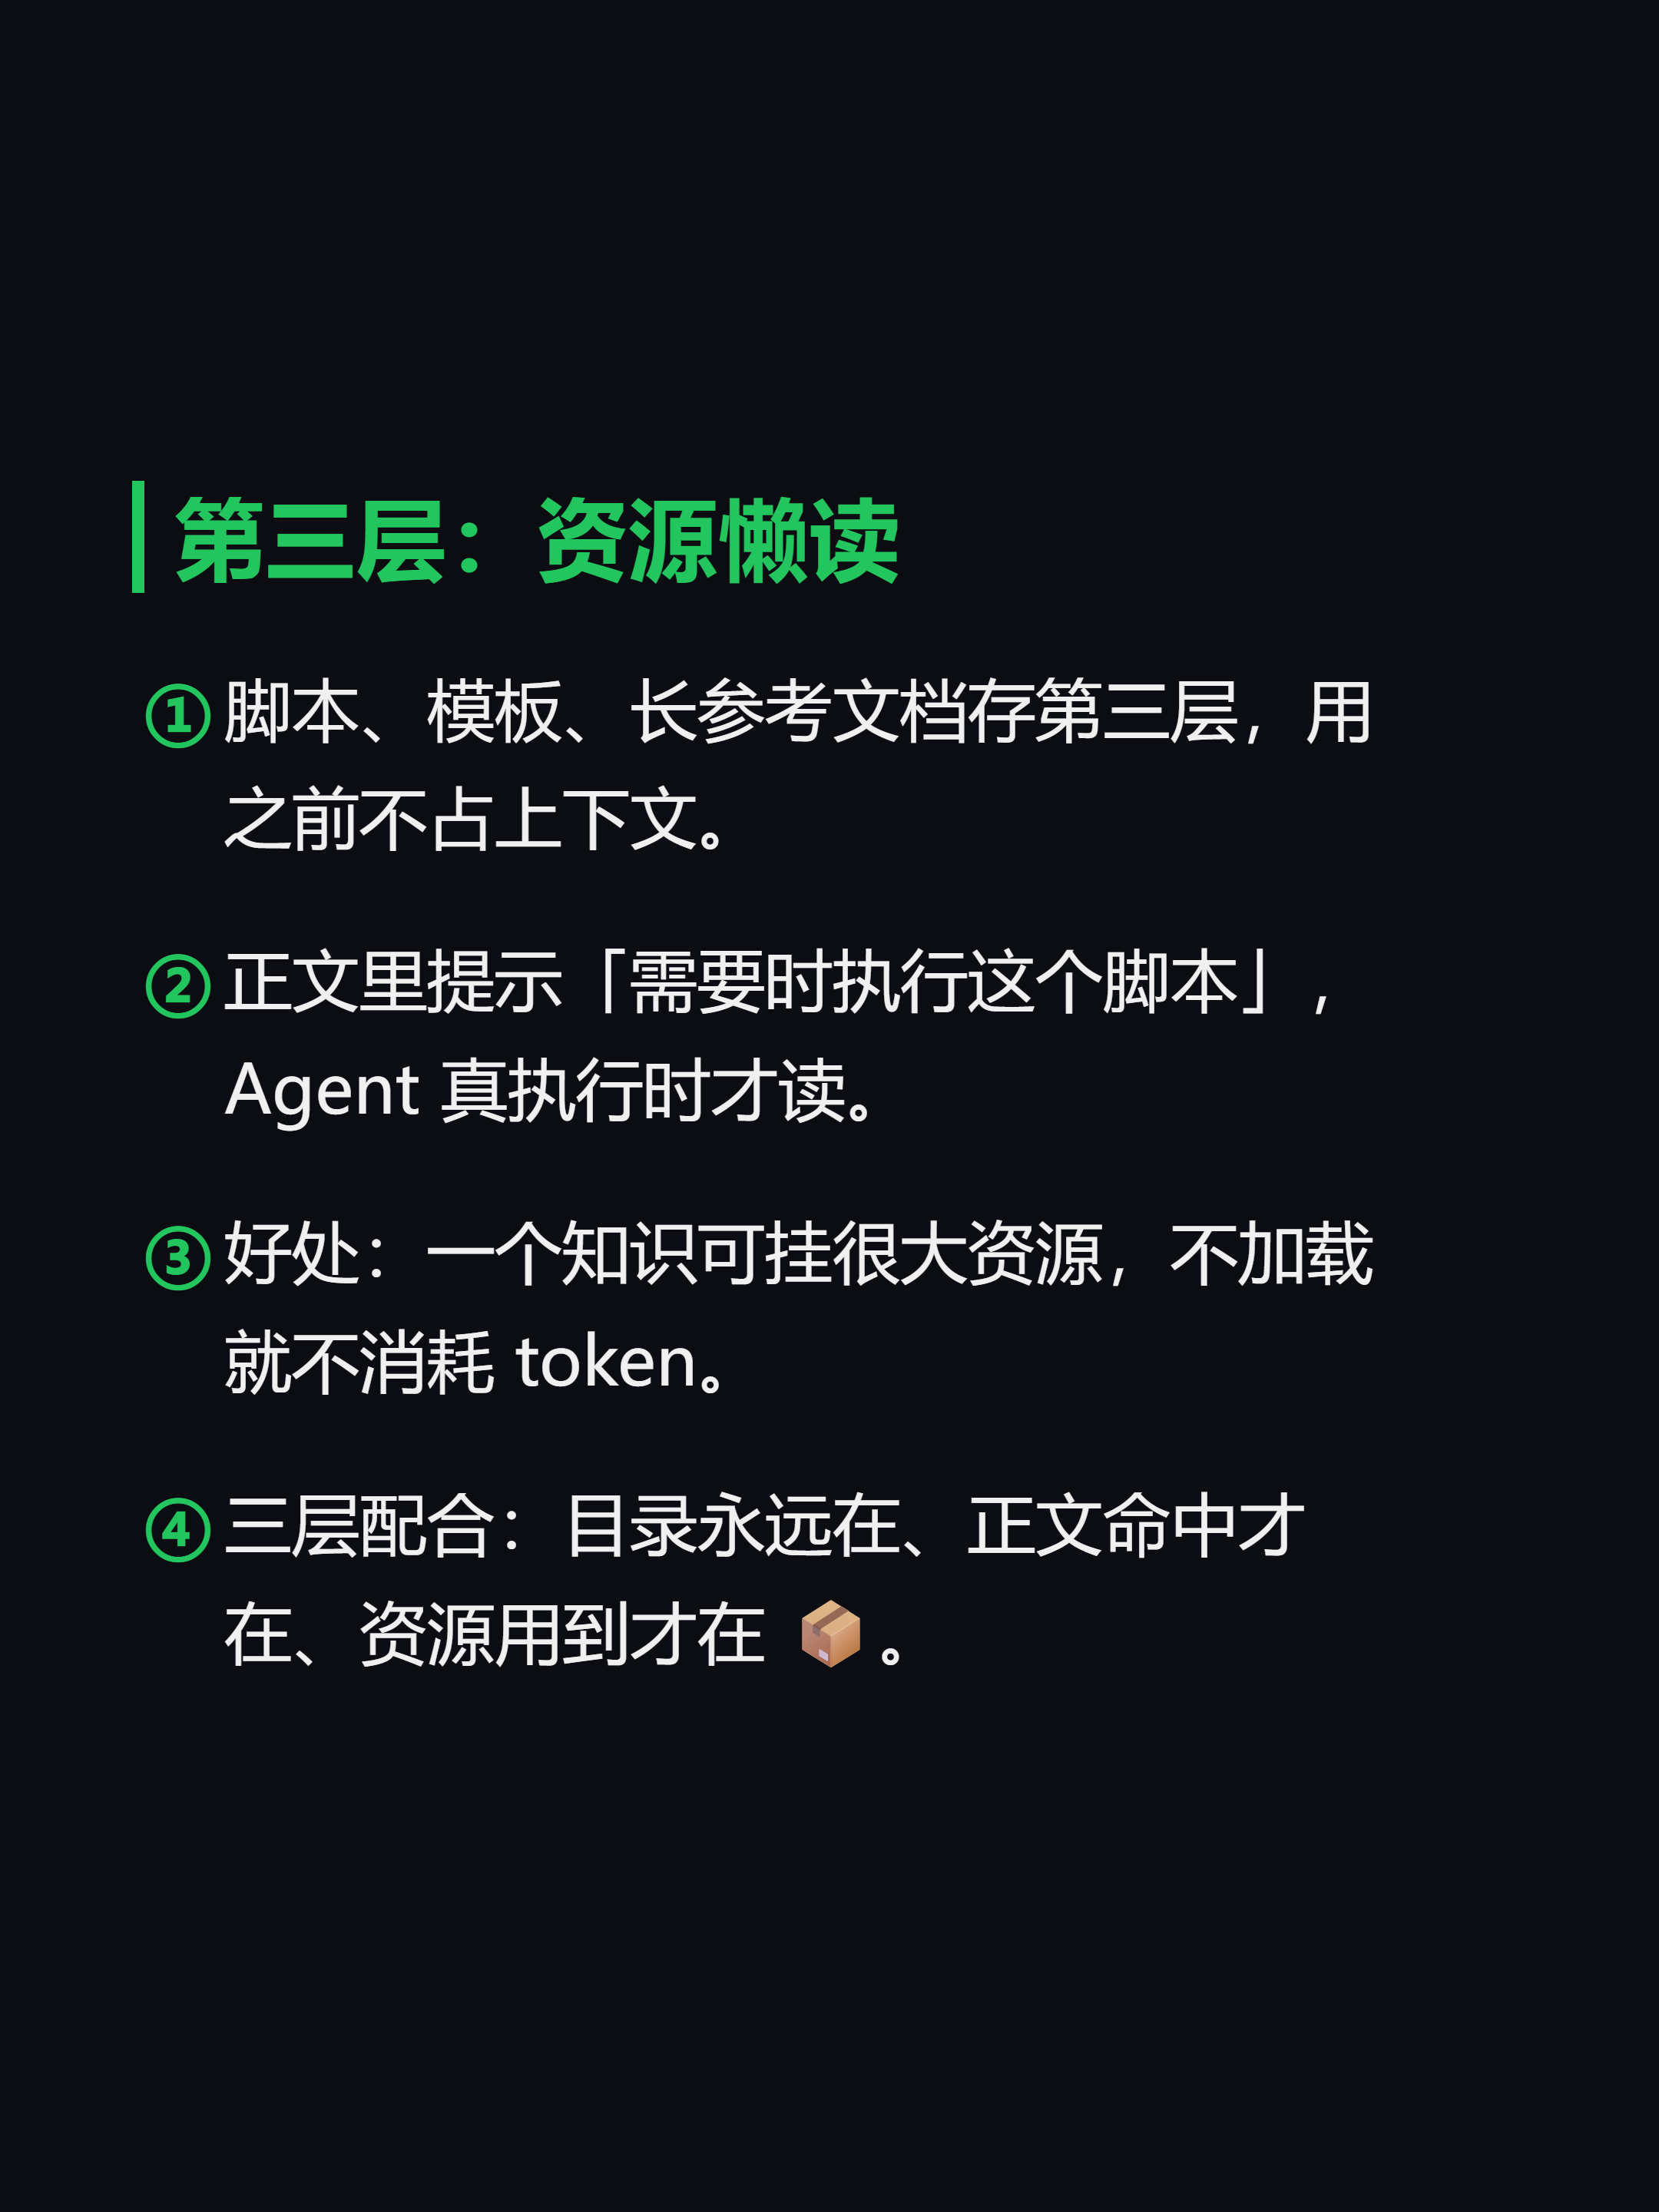 第三层：资源懒读
①脚本、模板、长参考文档存第三层，用
之前不占上下文。
②正文里提示「需要时执行这个脚本」，
Agent 真执行时才读。
③好处：一个知识可挂很大资源，不加载
就不消耗 token。
④三层配合：目录永远在、正文命中才
在、资源用到才在 📦 。